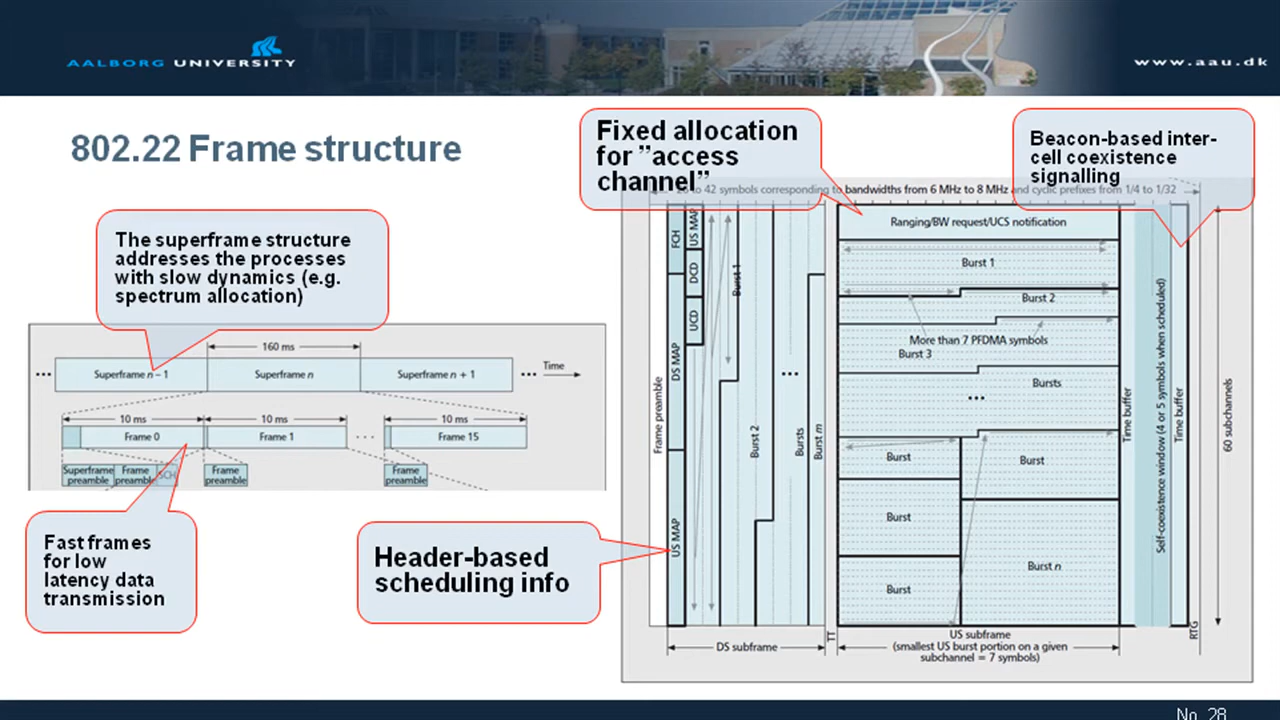 AALBORG UNIVERSITY
www.aau.dk
802.22 Frame structure
Fixed allocation
for ”access
channel”
Beacon-based inter-
cell coexistence
signalling
to 42 symbols corresponding to bandwidths from 6 MHz to 8 MHz and cyclic prefixes from 1/4 to 1/32
The superframe structure
addresses the processes
with slow dynamics (e.g.
spectrum allocation)
160 ms
Superframe n – 1
Superframe n
Superframe n + 1
Time
10 ms
10 ms
10 ms
Frame 0
Frame 1
Frame 15
Superframe
preamble
Frame
preamble
SCH
Frame
preamble
Frame
preamble
Fast frames
for low
latency data
transmission
Header-based
scheduling info
Frame preamble
FCH
DS MAP
US MAP
US MAP
DCD
UCD
Burst 1
Burst 2
Bursts
Burst m
Ranging/BW request/UCS notification
Burst 1
Burst 2
More than 7 PFDMA symbols
Burst 3
Bursts
Burst
Burst
Burst
Burst
Burst n
Time buffer
Self-coexistence window (4 or 5 symbols when scheduled)
Time buffer
60 subchannels
DS subframe
TT
US subframe
(smallest US burst portion on a given
subchannel = 7 symbols)
RTG
No. 28